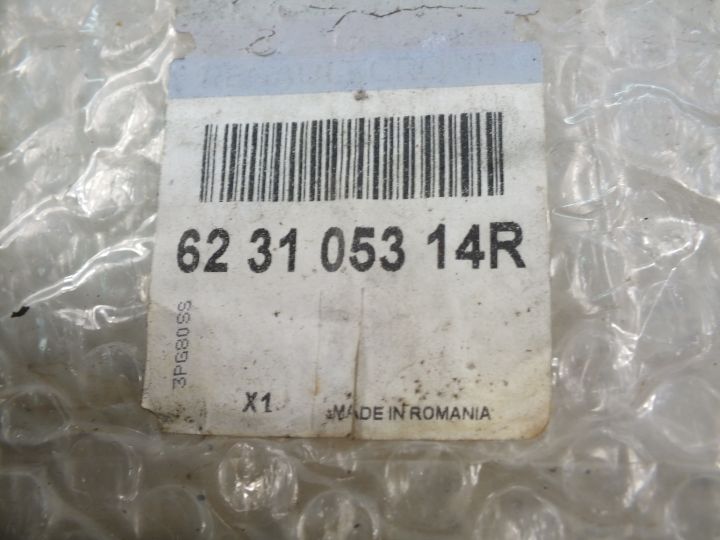 62 31 053 14R
3PG80SS
X1
MADE IN ROMANIA